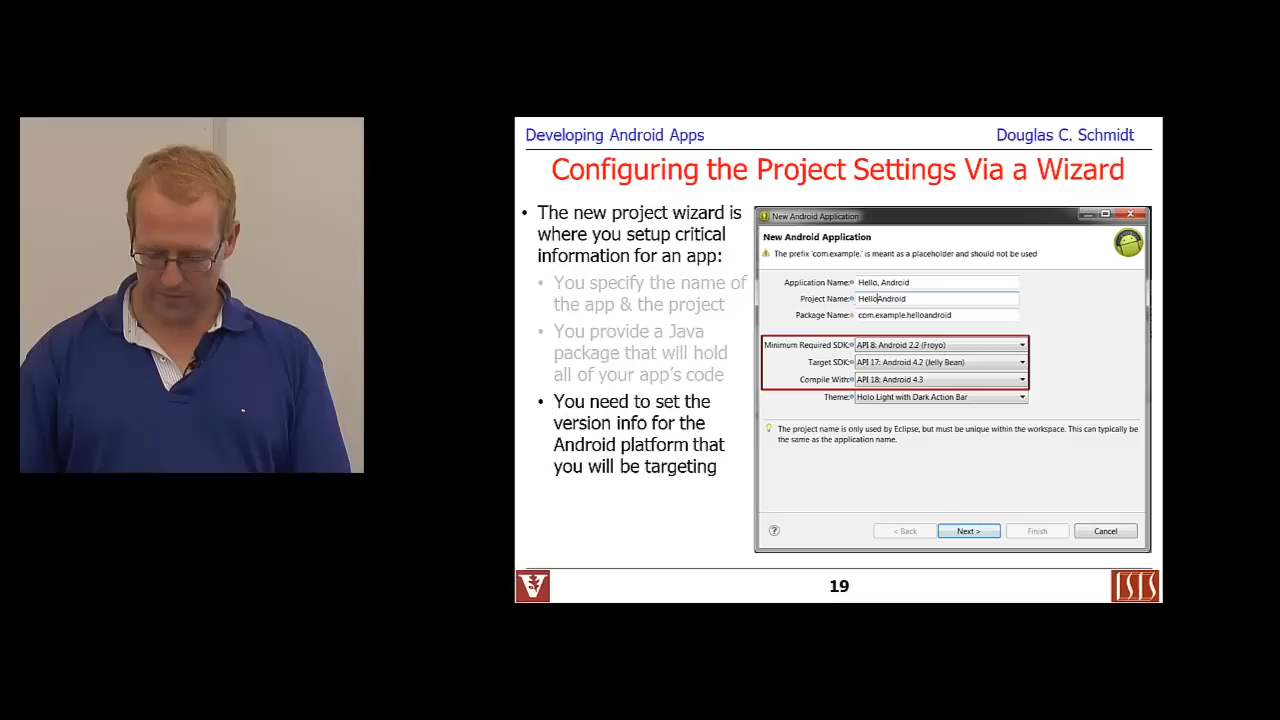 Developing Android Apps
Douglas C. Schmidt
Configuring the Project Settings Via a Wizard
• The new project wizard is
where you setup critical
information for an app:
• You specify the name of
the app & the project
• You provide a Java
package that will hold
all of your app's code
• You need to set the
version info for the
Android platform that
you will be targeting
New Android Application
New Android Application
The prefix 'com.example.' is meant as a placeholder and should not be used
Application Name: Hello, Android
Project Name: HelloAndroid
Package Name: com.example.helloandroid
Minimum Required SDK: API 8: Android 2.2 (Froyo)
Target SDK: API 17: Android 4.2 (Jelly Bean)
Compile With: API 18: Android 4.3
Theme: Holo Light with Dark Action Bar
The project name is only used by Eclipse, but must be unique within the workspace. This can typically be
the same as the application name.
? < Back Next > Finish Cancel
V
19
ISIS